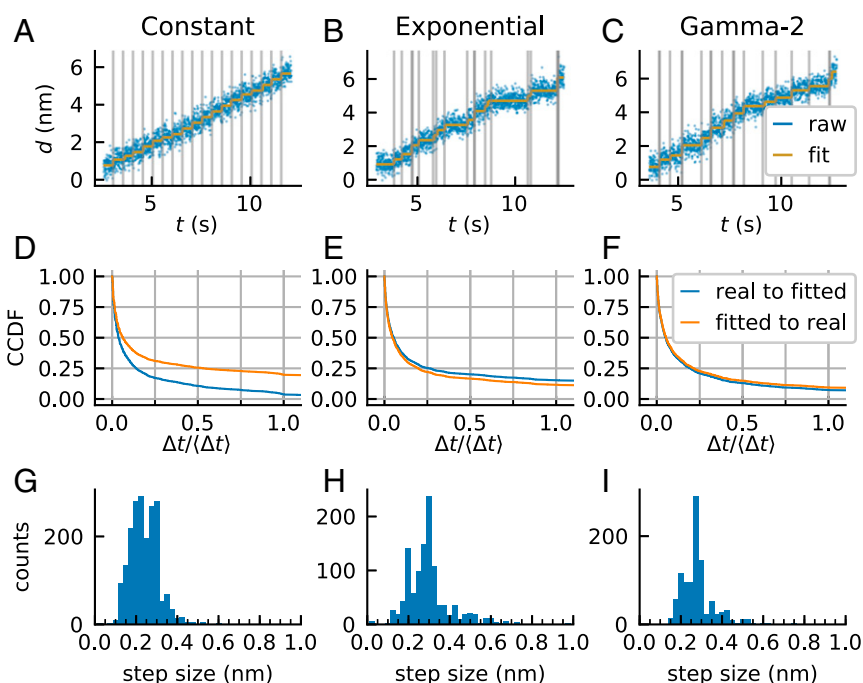 A Constant
B Exponential
C Gamma-2
d (nm)
6
4
2
0
5 10
t (s)
6
4
2
0
5 10
t (s)
6
4
2
0
5 10
t (s)
raw
fit
D
E
F
CCDF
1.00
0.75
0.50
0.25
0.00
0.0 0.5 1.0
Δt/⟨Δt⟩
1.00
0.75
0.50
0.25
0.00
0.0 0.5 1.0
Δt/⟨Δt⟩
1.00
0.75
0.50
0.25
0.00
0.0 0.5 1.0
Δt/⟨Δt⟩
real to fitted
fitted to real
G
H
I
counts
200
0
0.0 0.2 0.4 0.6 0.8 1.0
step size (nm)
200
100
0
0.0 0.2 0.4 0.6 0.8 1.0
step size (nm)
200
0
0.0 0.2 0.4 0.6 0.8 1.0
step size (nm)